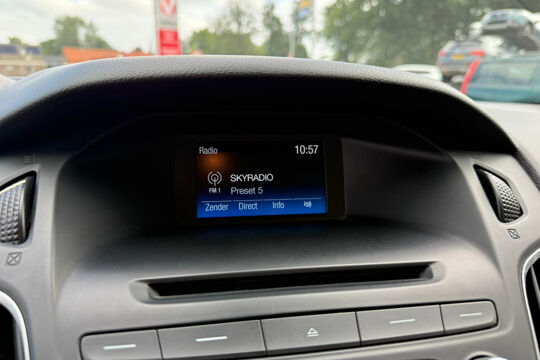 Radio 10:57
SKYRADIO
FM 1 Preset 5
Zender Direct Info